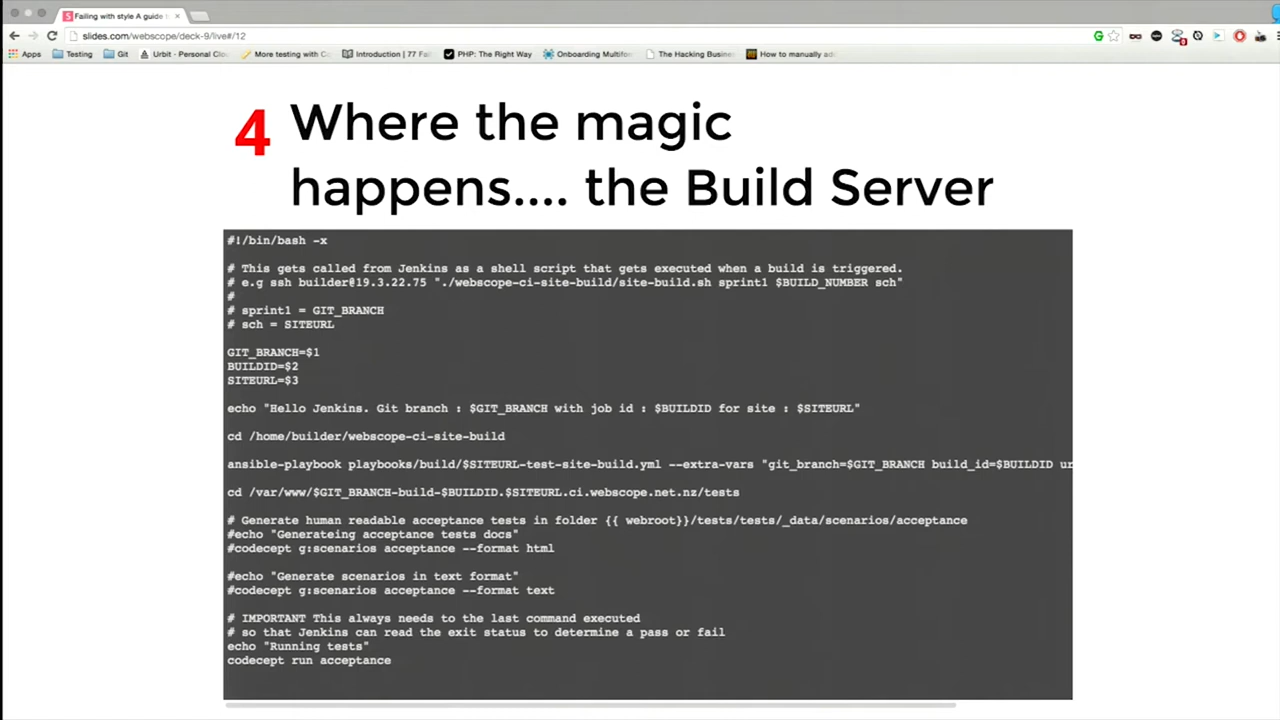 Failing with style A guide
slides.com/webscope/deck-9/live#/12
Apps Testing Git Urbit - Personal Clou More testing with Co Introduction | 77 Fai PHP: The Right Way Onboarding Multifor The Hacking Busine How to manually ad
4 Where the magic
happens.... the Build Server
#!/bin/bash -x
# This gets called from Jenkins as a shell script that gets executed when a build is triggered.
# e.g ssh builder@19.3.22.75 "./webscope-ci-site-build/site-build.sh sprint1 $BUILD_NUMBER sch"
#
# sprint1 = GIT_BRANCH
# sch = SITEURL
GIT_BRANCH=$1
BUILDID=$2
SITEURL=$3
echo "Hello Jenkins. Git branch : $GIT_BRANCH with job id : $BUILDID for site : $SITEURL"
cd /home/builder/webscope-ci-site-build
ansible-playbook playbooks/build/$SITEURL-test-site-build.yml --extra-vars "git_branch=$GIT_BRANCH build_id=$BUILDID ur
cd /var/www/$GIT_BRANCH-build-$BUILDID.$SITEURL.ci.webscope.net.nz/tests
# Generate human readable acceptance tests in folder {{ webroot}}/tests/tests/_data/scenarios/acceptance
#echo "Generateing acceptance tests docs"
#codecept g:scenarios acceptance --format html
#echo "Generate scenarios in text format"
#codecept g:scenarios acceptance --format text
# IMPORTANT This always needs to the last command executed
# so that Jenkins can read the exit status to determine a pass or fail
echo "Running tests"
codecept run acceptance